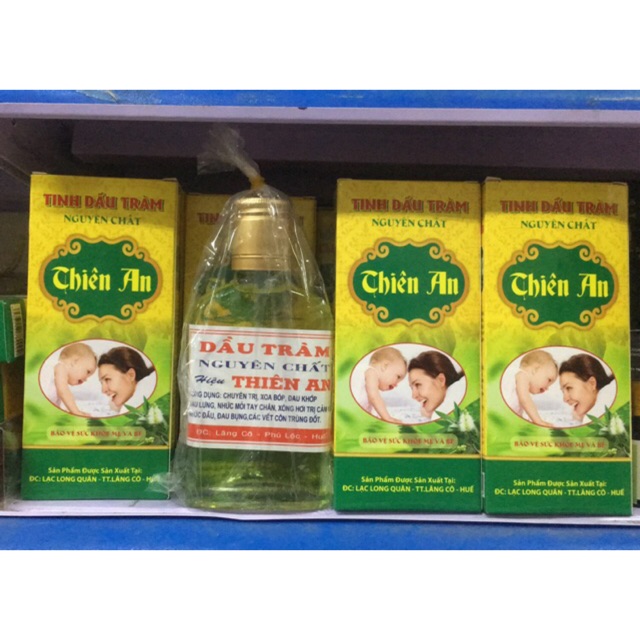 TINH DẦU TRÀM
NGUYÊN CHẤT
Thiên An
BẢO VỆ SỨC KHỎE MẸ VÀ BÉ
Sản Phẩm Được Sản Xuất Tại:
ĐC: LẠC LONG QUÂN - TT.LĂNG CÔ - HUẾ
DẦU TRÀM
NGUYÊN CHẤT
Hiệu THIÊN AN
DỤNG: CHUYÊN TRỊ, XOA BÓP, ĐAU KHỚP
LƯNG, NHỨC MỎI TAY CHÂN, XÔNG HƠI TRỊ CẢM
ĐẦU, ĐAU BỤNG, CÁC VẾT CÔN TRÙNG ĐỐT.
ĐC: Lăng Cô - Phú Lộc - Huế
TINH DẦU TRÀM
NGUYÊN CHẤT
Thiên An
BẢO VỆ SỨC KHỎE MẸ VÀ BÉ
Sản Phẩm Được Sản Xuất Tại:
ĐC: LẠC LONG QUÂN - TT.LĂNG CÔ - HUẾ
TINH DẦU TRÀM
NGUYÊN CHẤT
Thiên An
BẢO VỆ SỨC KHỎE MẸ VÀ BÉ
Sản Phẩm Được Sản Xuất Tại:
ĐC: LẠC LONG QUÂN - TT.LĂNG CÔ - HUẾ